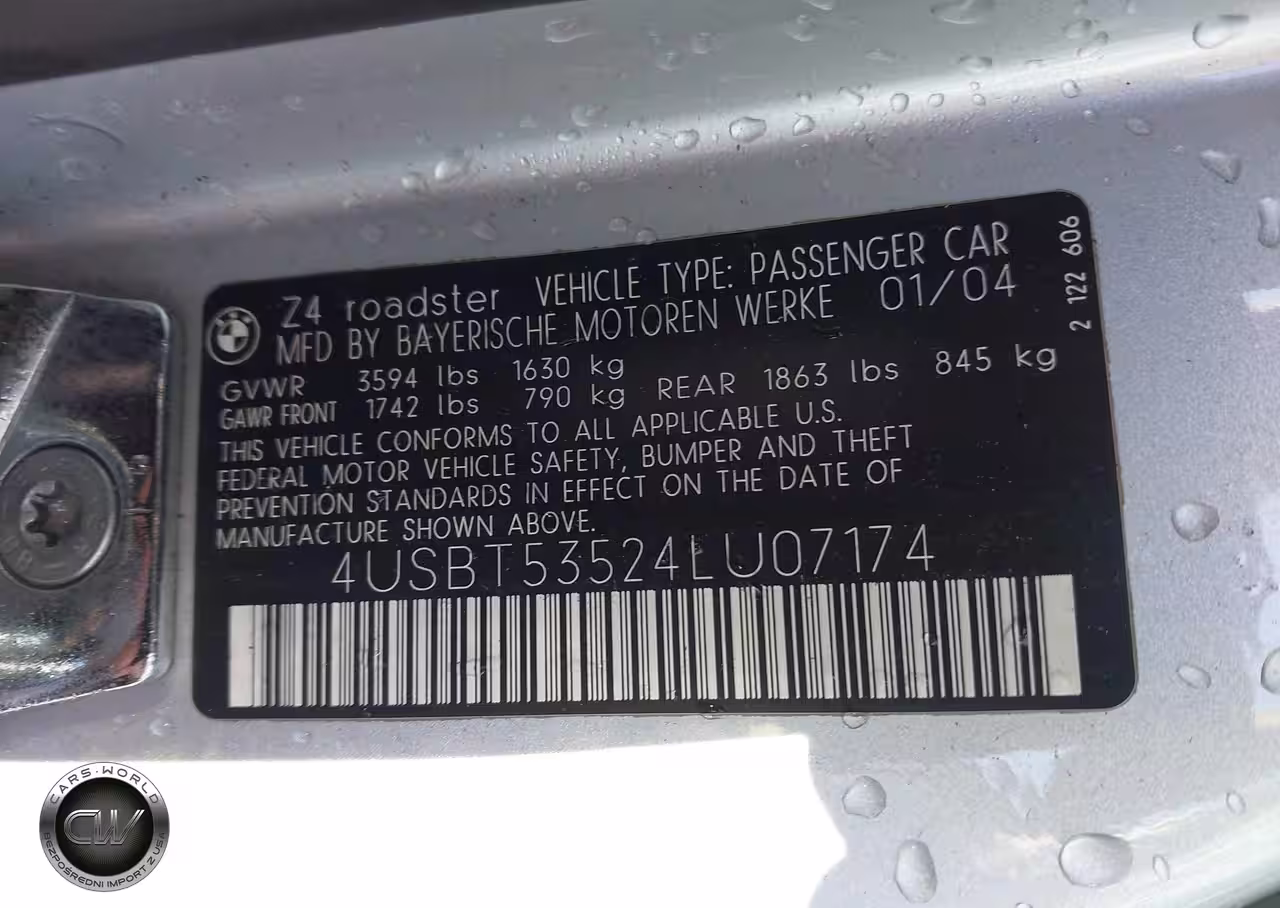 Z4 roadster VEHICLE TYPE: PASSENGER CAR
MFD BY BAYERISCHE MOTOREN WERKE 01/04
GVWR 3594 lbs 1630 kg
GAWR FRONT 1742 lbs 790 kg REAR 1863 lbs 845 kg
THIS VEHICLE CONFORMS TO ALL APPLICABLE U.S.
FEDERAL MOTOR VEHICLE SAFETY, BUMPER AND THEFT
PREVENTION STANDARDS IN EFFECT ON THE DATE OF
MANUFACTURE SHOWN ABOVE.
4USBT53524LU07174
2 122 606
CARS·WORLD
CW
BEZPOŚREDNI IMPORT Z USA